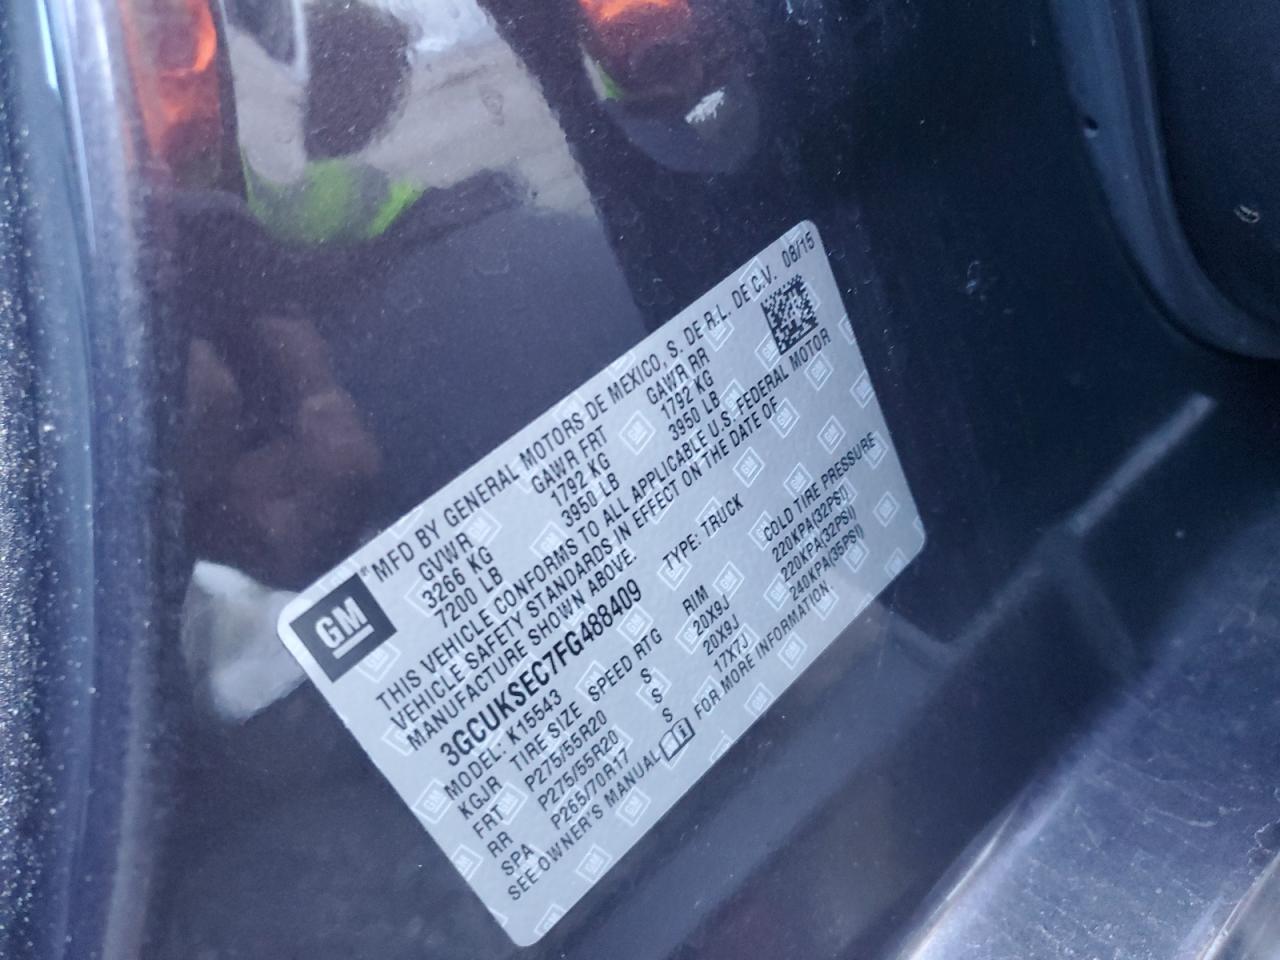 GM
MFD BY GENERAL MOTORS DE MEXICO, S. DE R.L. DE C.V. 08/15
GVWR GAWR FRT GAWR RR
3266 KG 1792 KG 1792 KG
7200 LB 3950 LB 3950 LB
THIS VEHICLE CONFORMS TO ALL APPLICABLE U.S. FEDERAL MOTOR
VEHICLE SAFETY STANDARDS IN EFFECT ON THE DATE OF
MANUFACTURE SHOWN ABOVE.
3GCUKSEC7FG488409 TYPE: TRUCK
MODEL: K15543
KGJR TIRE SIZE SPEED RTG RIM COLD TIRE PRESSURE
FRT P275/55R20 S 20X9J 220KPA(32PSI)
RR P275/55R20 S 20X9J 220KPA(32PSI)
SPA P265/70R17 S 17X7J 240KPA(35PSI)
SEE OWNER'S MANUAL FOR MORE INFORMATION